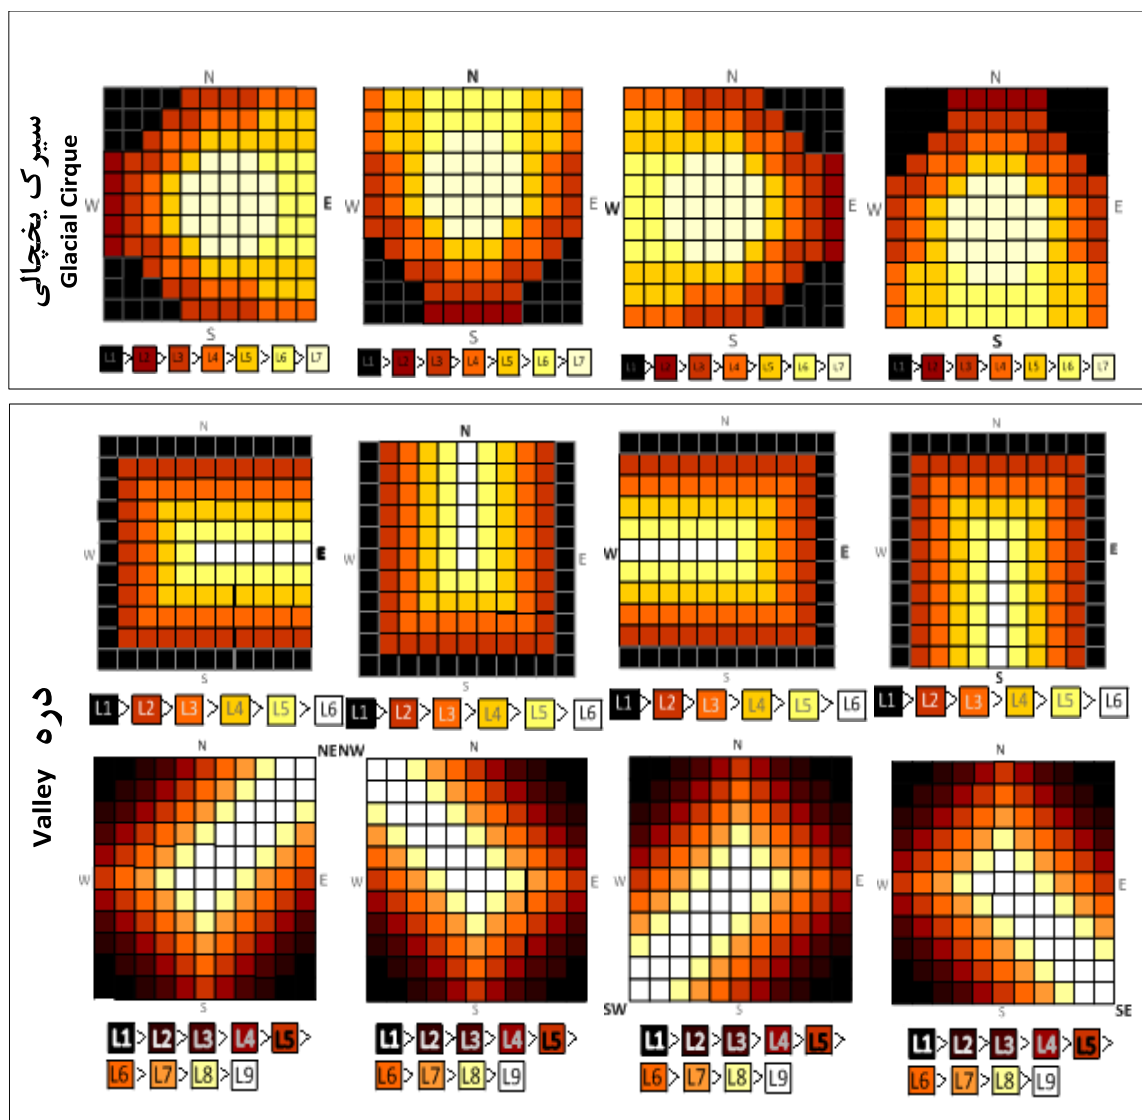 سیرک یخچالی
Glacial Cirque
N N N N
W E W E W E W E
S S S S
L1> L2> L3> L4> L5> L6> L7
L1> L2> L3> L4> L5> L6> L7
L1> L2> L3> L4> L5> L6> L7
L1> L2> L3> L4> L5> L6> L7
دره
Valley
N N N N
W E W E W E W E
S S S S
L1> L2> L3> L4> L5> L6
L1> L2> L3> L4> L5> L6
L1> L2> L3> L4> L5> L6
L1> L2> L3> L4> L5> L6
N NE NW N N N
W E W E W E W E
S S SW S S SE
L1> L2> L3> L4> L5>
L6> L7> L8> L9
L1> L2> L3> L4> L5>
L6> L7> L8> L9
L1> L2> L3> L4> L5>
L6> L7> L8> L9
L1> L2> L3> L4> L5>
L6> L7> L8> L9